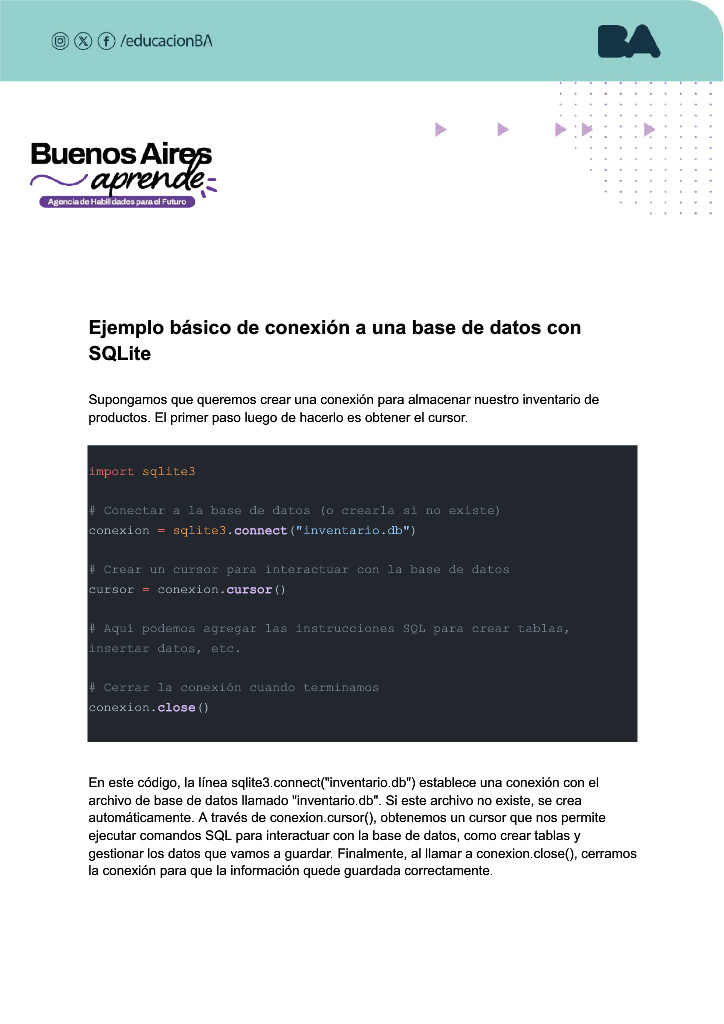 /educacionBA
BA
Buenos Aires
aprende
Agencia de Habilidades para el Futuro
Ejemplo básico de conexión a una base de datos con
SQLite
Supongamos que queremos crear una conexión para almacenar nuestro inventario de
productos. El primer paso luego de hacerlo es obtener el cursor.
import sqlite3
# Conectar a la base de datos (o crearla si no existe)
conexion = sqlite3.connect("inventario.db")
# Crear un cursor para interactuar con la base de datos
cursor = conexion.cursor()
# Aquí podemos agregar las instrucciones SQL para crear tablas,
insertar datos, etc.
# Cerrar la conexión cuando terminamos
conexion.close()
En este código, la línea sqlite3.connect("inventario.db") establece una conexión con el
archivo de base de datos llamado "inventario.db". Si este archivo no existe, se crea
automáticamente. A través de conexion.cursor(), obtenemos un cursor que nos permite
ejecutar comandos SQL para interactuar con la base de datos, como crear tablas y
gestionar los datos que vamos a guardar. Finalmente, al llamar a conexion.close(), cerramos
la conexión para que la información quede guardada correctamente.